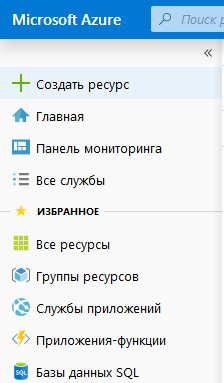 Microsoft Azure
Поиск
«
Создать ресурс
Главная
Панель мониторинга
Все службы
ИЗБРАННОЕ
Все ресурсы
Группы ресурсов
Службы приложений
Приложения-функции
SQL
Базы данных SQL